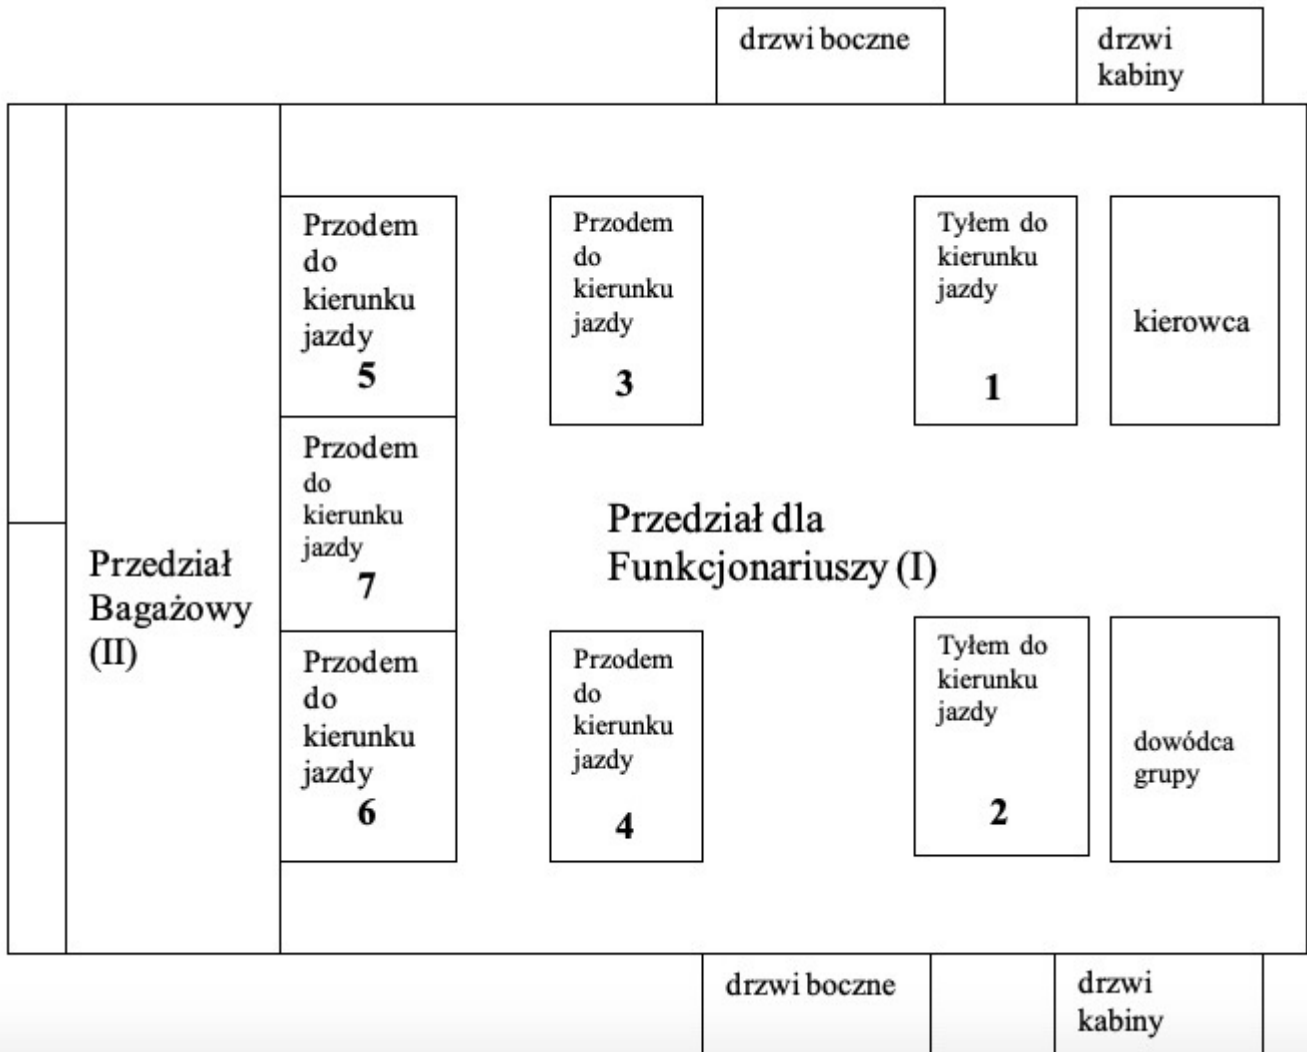 drzwi boczne
drzwi
kabiny
Przodem
do
kierunku
jazdy
5
Przodem
do
kierunku
jazdy
3
Tyłem do
kierunku
jazdy
1
kierowca
Przodem
do
kierunku
jazdy
7
Przedział dla
Funkcjonariuszy (I)
Przedział
Bagażowy
(II)
Przodem
do
kierunku
jazdy
6
Przodem
do
kierunku
jazdy
4
Tyłem do
kierunku
jazdy
2
dowódca
grupy
drzwi boczne
drzwi
kabiny